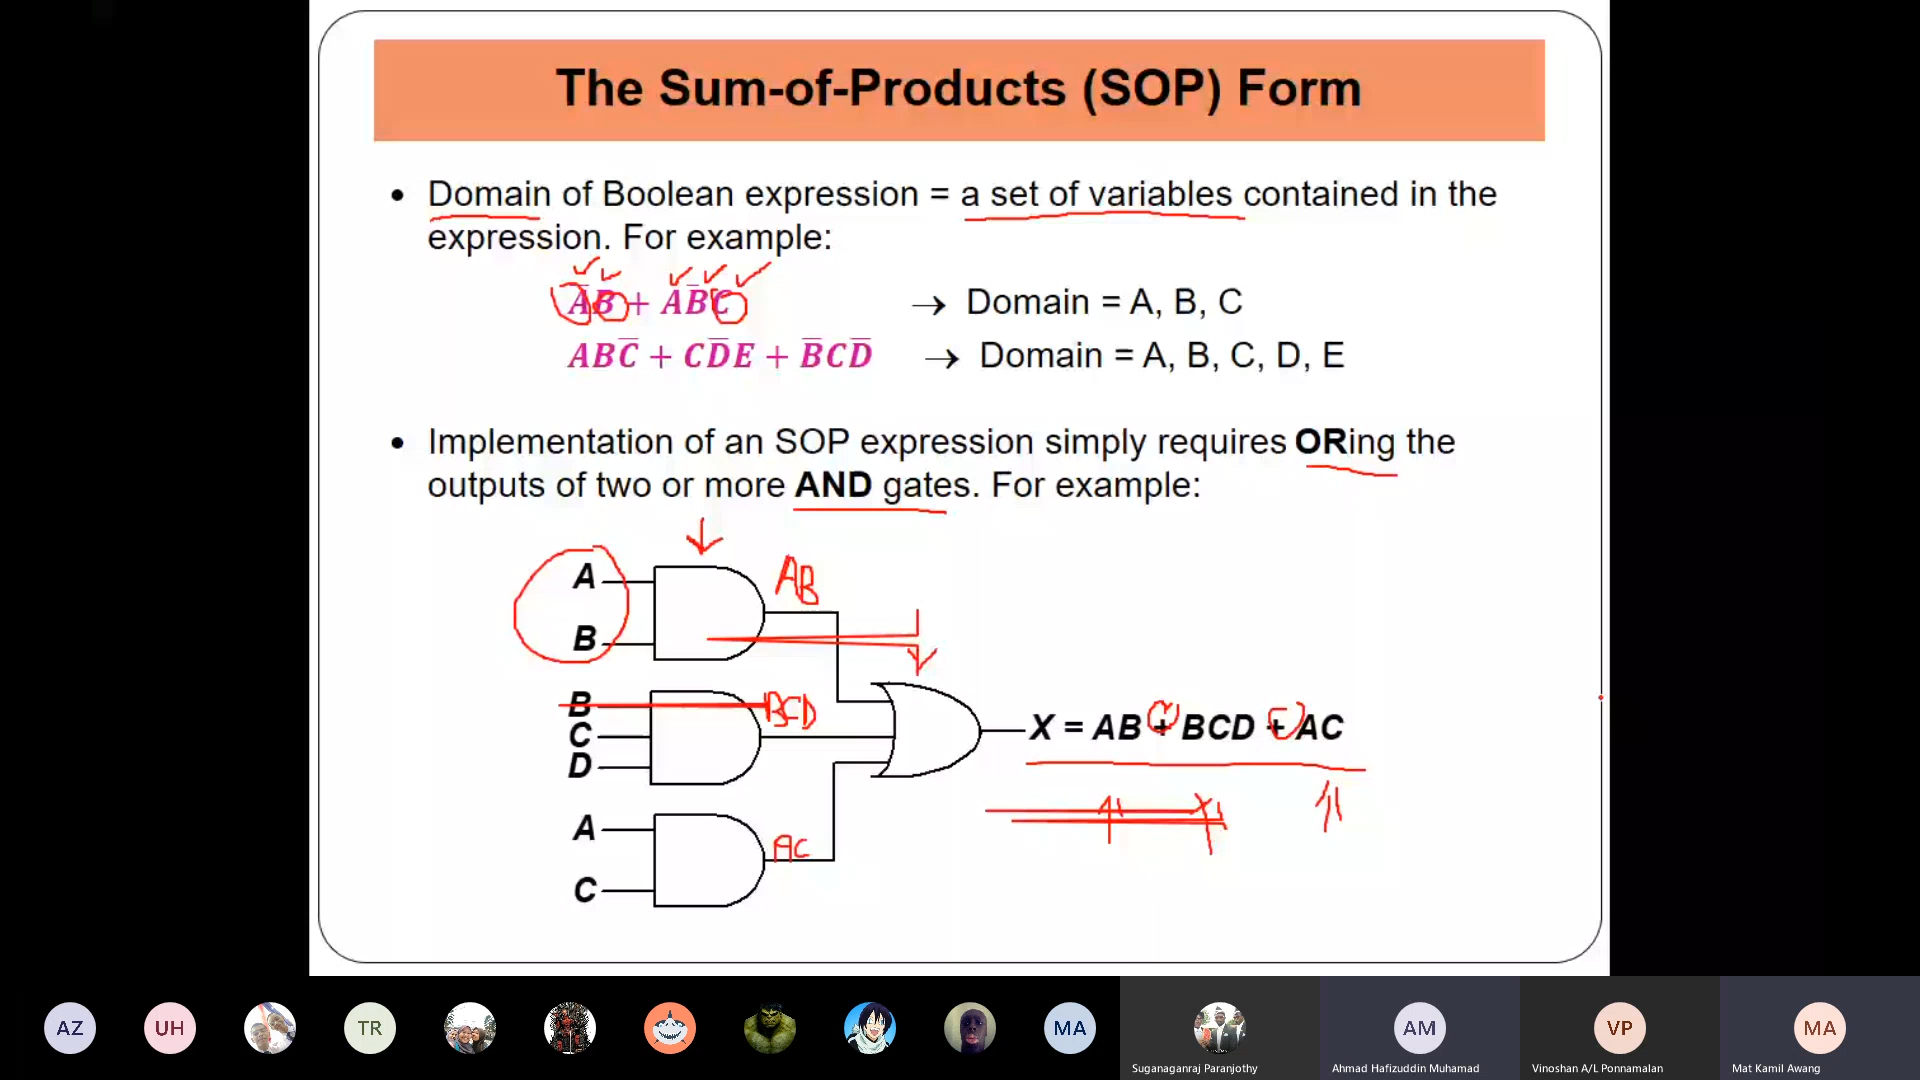 The Sum-of-Products (SOP) Form
• Domain of Boolean expression = a set of variables contained in the
expression. For example:
A̅B + AB̅C → Domain = A, B, C
ABC̅ + CD̅E + B̅CD̅ → Domain = A, B, C, D, E
• Implementation of an SOP expression simply requires ORing the
outputs of two or more AND gates. For example:
A
AB
B
B
BCD
C
D
X = AB + BCD + AC
A
AC
C
AZ
UH
TR
MA
AM
VP
MA
Suganaganraj Paranjothy
Ahmad Hafizuddin Muhamad
Vinoshan A/L Ponnamalan
Mat Kamil Awang